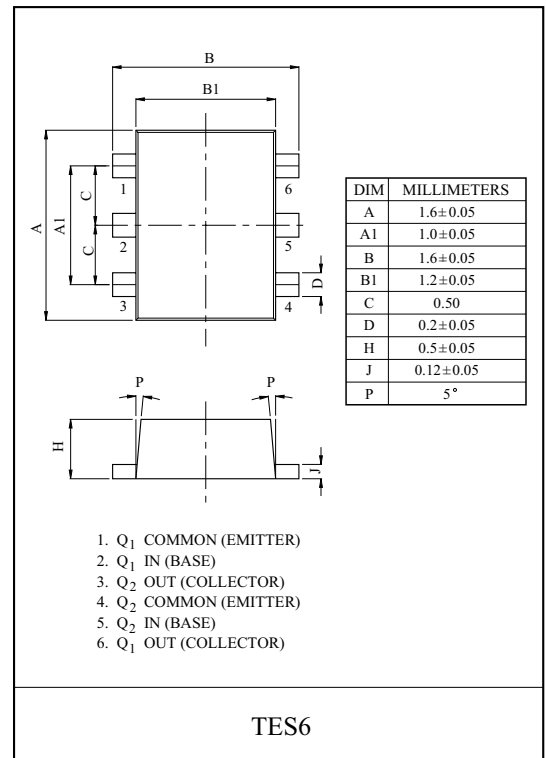 B
B1
A
A1
C
C
1
2
3
6
5
4
D
DIM MILLIMETERS
A 1.6±0.05
A1 1.0±0.05
B 1.6±0.05
B1 1.2±0.05
C 0.50
D 0.2±0.05
H 0.5±0.05
J 0.12±0.05
P 5°
P P
H
J
1. Q1 COMMON (EMITTER)
2. Q1 IN (BASE)
3. Q2 OUT (COLLECTOR)
4. Q2 COMMON (EMITTER)
5. Q2 IN (BASE)
6. Q1 OUT (COLLECTOR)
TES6